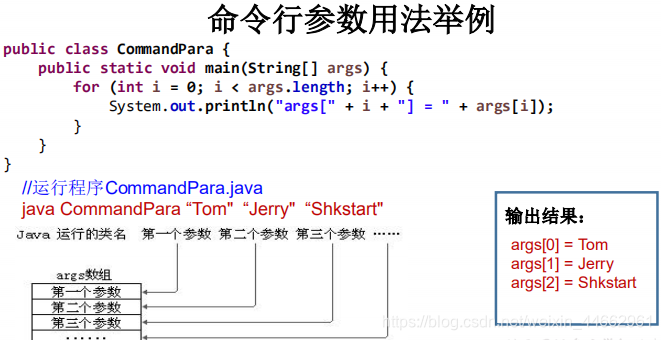 命令行参数用法举例
public class CommandPara {
public static void main(String[] args) {
for (int i = 0; i < args.length; i++) {
System.out.println("args[" + i + "] = " + args[i]);
}
}
}
//运行程序CommandPara.java
java CommandPara “Tom" “Jerry" “Shkstart"
Java 运行的类名 第一个参数 第二个参数 第三个参数 ……
args数组
第一个参数
第二个参数
第三个参数
……
输出结果：
args[0] = Tom
args[1] = Jerry
args[2] = Shkstart
https://blog.csdn.net/weixin_44662961